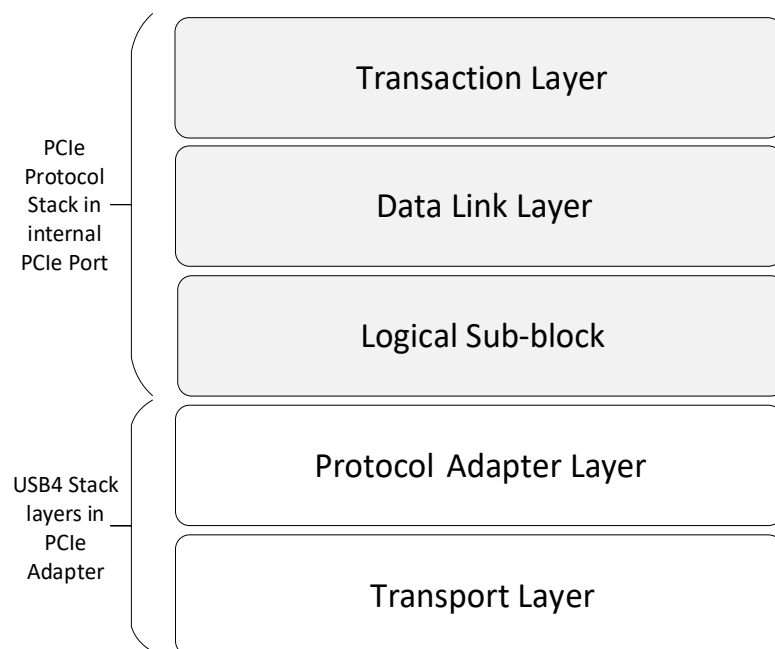 Transaction Layer
PCIe
Protocol
Stack in
internal
PCIe Port
Data Link Layer
Logical Sub-block
Protocol Adapter Layer
USB4 Stack
layers in
PCIe
Adapter
Transport Layer